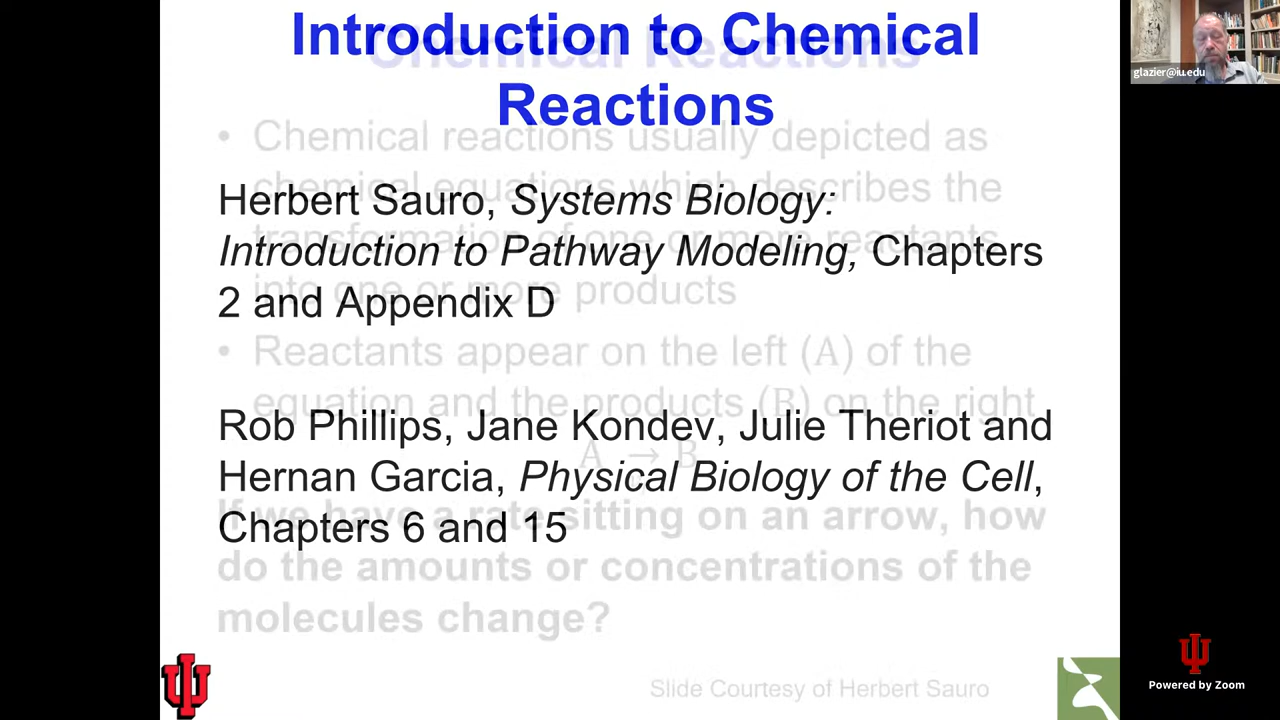 Introduction to Chemical
Reactions
Chemical Reactions
Herbert Sauro, Systems Biology:
Introduction to Pathway Modeling, Chapters
2 and Appendix D
Rob Phillips, Jane Kondev, Julie Theriot and
Hernan Garcia, Physical Biology of the Cell,
Chapters 6 and 15
• Chemical reactions usually depicted as
chemical equations which describes the
transformation of one or more reactants
into one or more products
• Reactants appear on the left (A) of the
equation and the products (B) on the right
A → B
If we have a rate sitting on an arrow, how
do the amounts or concentrations of the
molecules change?
Slide Courtesy of Herbert Sauro
glazier@iu.edu
Powered by Zoom